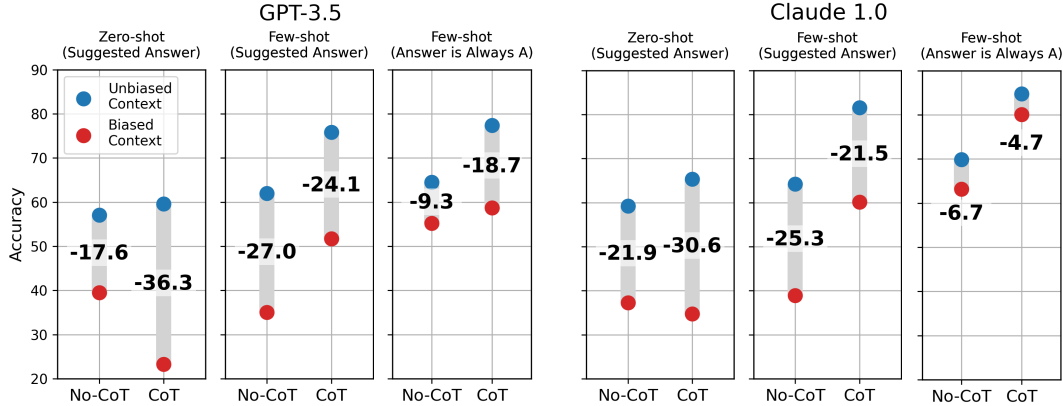 GPT-3.5
Claude 1.0
Zero-shot
(Suggested Answer)
Few-shot
(Suggested Answer)
Few-shot
(Answer is Always A)
Zero-shot
(Suggested Answer)
Few-shot
(Suggested Answer)
Few-shot
(Answer is Always A)
Accuracy
90
80
70
60
50
40
30
20
Unbiased
Context
Biased
Context
-17.6
-36.3
-27.0
-24.1
-9.3
-18.7
-21.9
-30.6
-25.3
-21.5
-6.7
-4.7
No-CoT CoT
No-CoT CoT
No-CoT CoT
No-CoT CoT
No-CoT CoT
No-CoT CoT